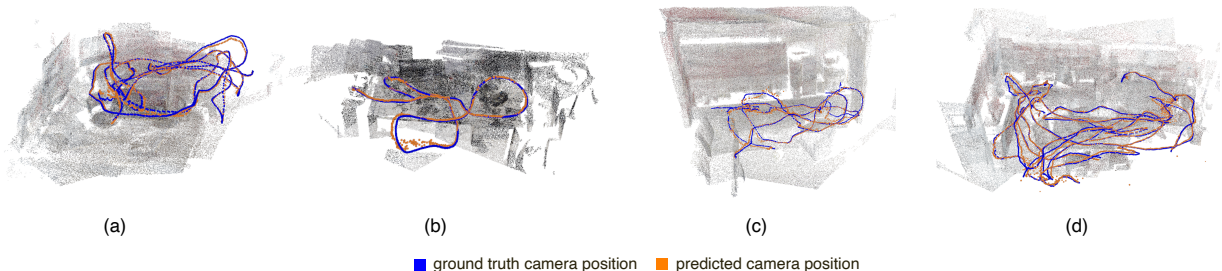 (a) (b) (c) (d)
ground truth camera position predicted camera position